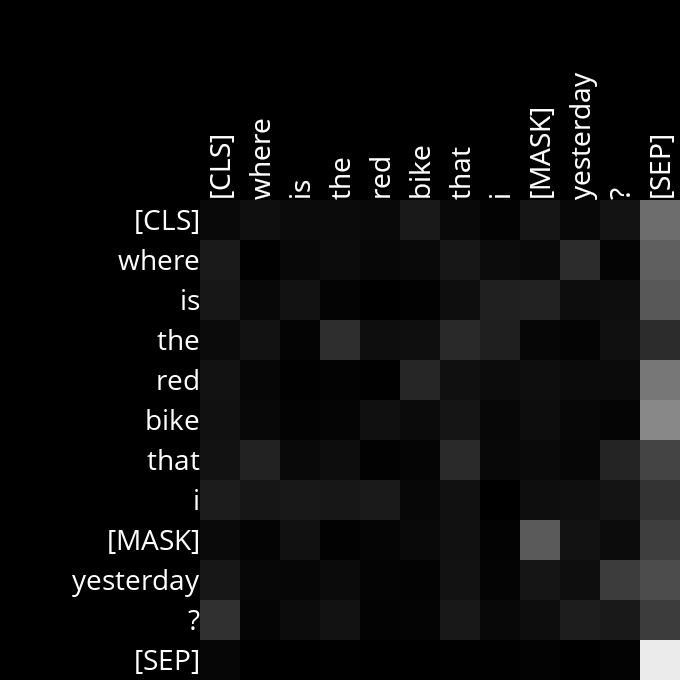 [CLS] where is the red bike that i [MASK] yesterday ? [SEP]
[CLS]
where
is
the
red
bike
that
i
[MASK]
yesterday
?
[SEP]